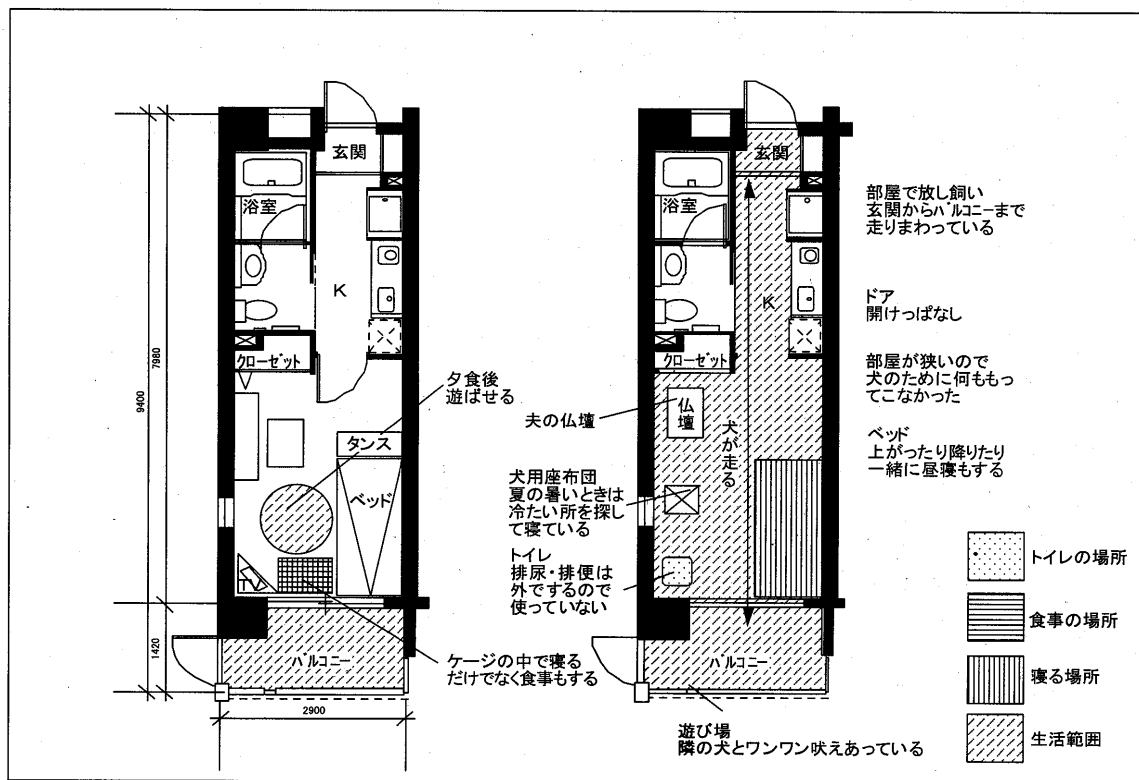 玄関
浴室
K
クローゼット
タンス
ベッド
TV
バルコニー
夕食後
遊ばせる
ケージの中で寝る
だけでなく食事もする
9400
7980
1420
2900
玄関
浴室
K
クローゼット
仏壇
犬が走る
バルコニー
夫の仏壇
犬用座布団
夏の暑いときは
冷たい所を探し
て寝ている
トイレ
排尿・排便は
外でするので
使っていない
遊び場
隣の犬とワンワン吠えあっている
部屋で放し飼い
玄関からバルコニーまで
走りまわっている
ドア
開けっぱなし
部屋が狭いので
犬のために何ももっ
てこなかった
ベッド
上がったり降りたり
一緒に昼寝もする
トイレの場所
食事の場所
寝る場所
生活範囲